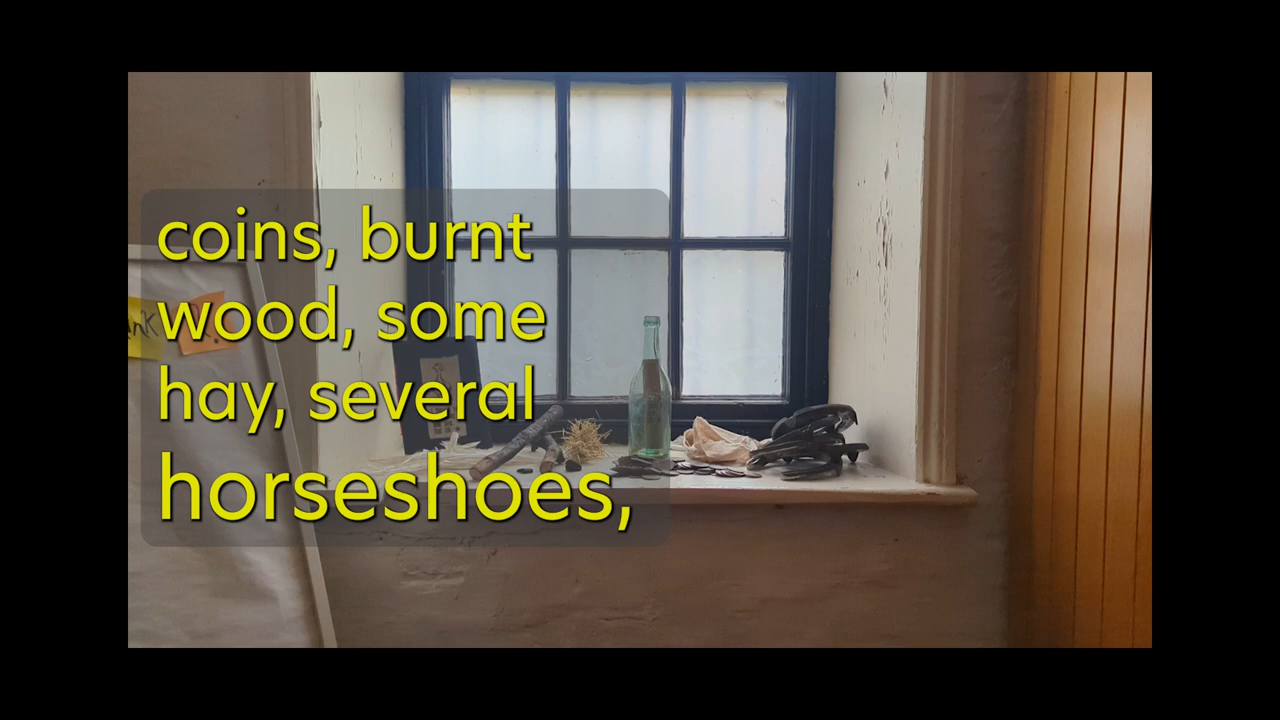 coins, burnt
wood, some
hay, several
horseshoes,